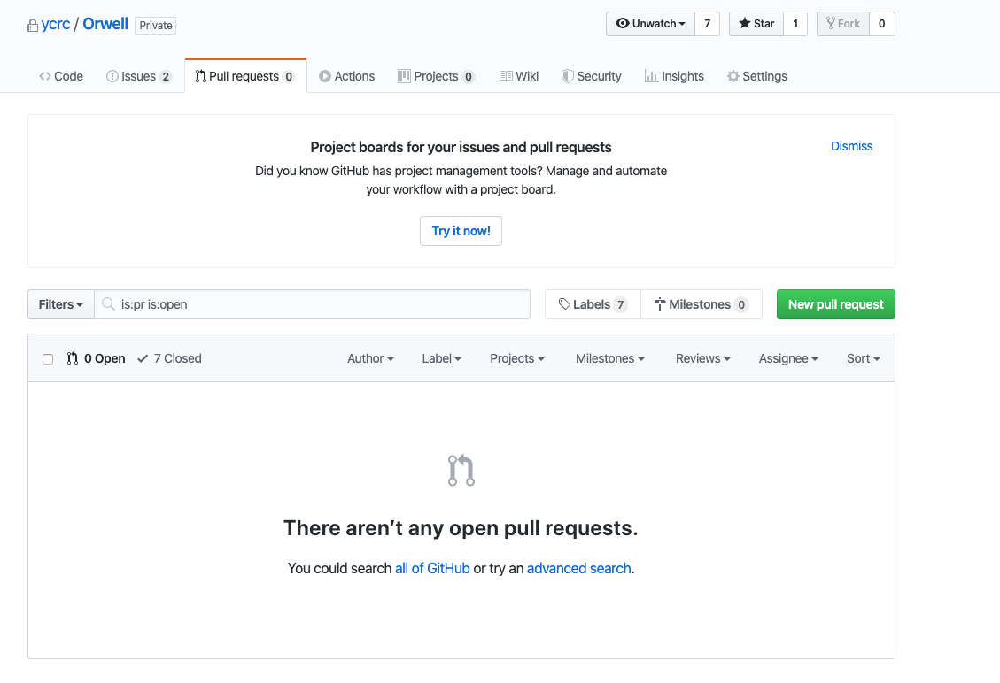 ycrc / Orwell Private Unwatch 7 Star 1 Fork 0
Code Issues 2 Pull requests 0 Actions Projects 0 Wiki Security Insights Settings
Project boards for your issues and pull requests Dismiss
Did you know GitHub has project management tools? Manage and automate
your workflow with a project board.
Try it now!
Filters is:pr is:open Labels 7 Milestones 0 New pull request
0 Open 7 Closed Author Label Projects Milestones Reviews Assignee Sort
There aren’t any open pull requests.
You could search all of GitHub or try an advanced search.